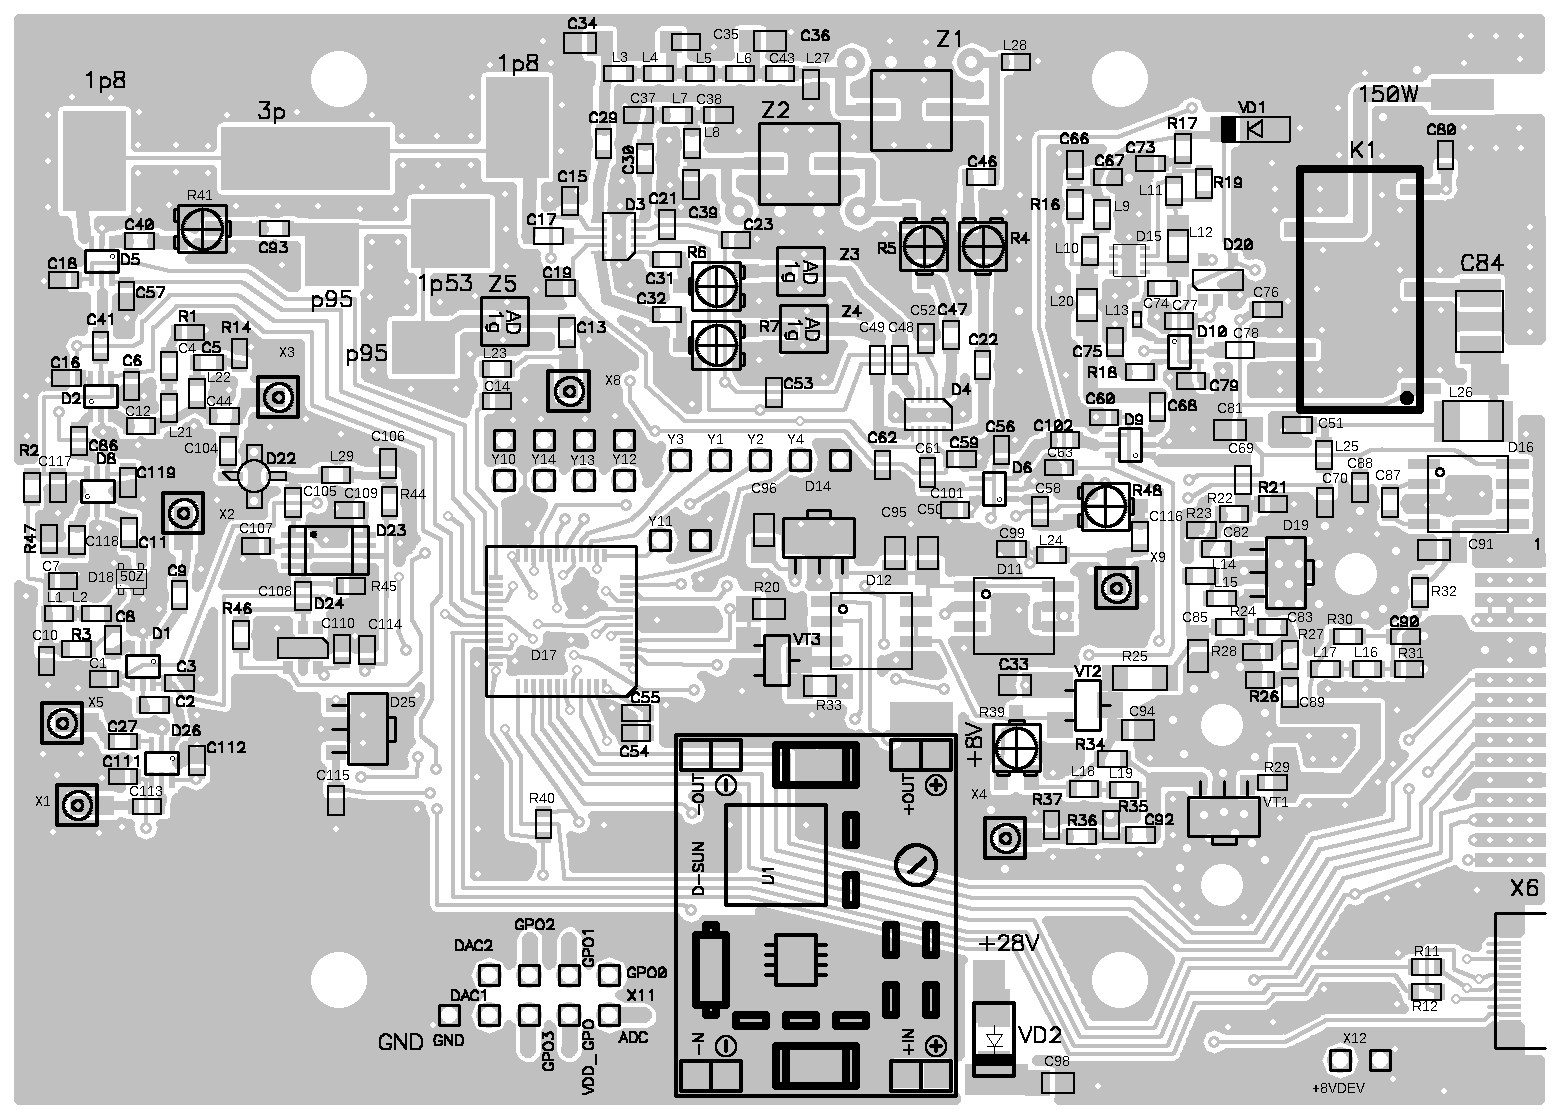 C34
C35
C36
Z1
L28
L3
L4
L5
L6
C43
L27
1p8
1p8
3p
150W
C37
L7
C38
Z2
VD1
C29
L8
R17
C66
C80
K1
C30
C73
C67
C15
C46
L11
R19
R41
C39
R16
L9
D3
C21
C17
C23
C40
C93
R5
R4
L10
D15
L12
D20
D5
R6
Z3
C31
AD
1g
C18
C84
C19
C57
p95
1p53
Z5
C32
L20
C74
C76
AD
1g
R7
Z4
AD
1g
C52
C47
L13
C77
C41
R1
R14
C13
C49
C48
D10
C78
p95
X3
C4
C5
L23
C22
C75
C16
C6
L22
X8
R18
C79
C14
C53
D4
D2
C12
C44
L21
C60
C68
L26
C86
C104
C106
Y3
Y1
Y2
Y4
C62
C61
C59
C56
C102
D9
C81
C51
R2
C117
D8
D22
L29
Y10
Y14
Y13
Y12
C96
D14
C63
C69
L25
D16
C119
D6
C88
C87
C105
C109
R44
C101
C50
C58
R48
R22
R21
C70
X2
R47
C118
C11
C107
D23
Y11
C95
C99
L24
C116
X9
R23
C82
D19
C91
1
C7
D18
50Z
C9
C108
R45
D12
D11
L14
L15
R32
L1
L2
D24
R20
C8
D1
R46
C110
C114
C85
R24
C83
R30
C90
C10
R3
D17
VT3
R27
R28
C1
C3
C33
VT2
R25
L17
L16
R31
C2
R26
C89
X5
D25
R33
C55
C27
D26
C54
+8V
R39
C94
C112
C111
R34
C115
-OUT
+OUT
L18
L19
R29
X1
C113
R40
X4
R37
R35
VT1
R36
C92
D-SUN
U1
X6
DAC2
GPO2
GPO1
+28V
GPO0
R11
DAC1
X11
R12
GND
GND
GPO3
VDD_GPO
ADC
-IN
+IN
VD2
X12
C98
+8VDEV